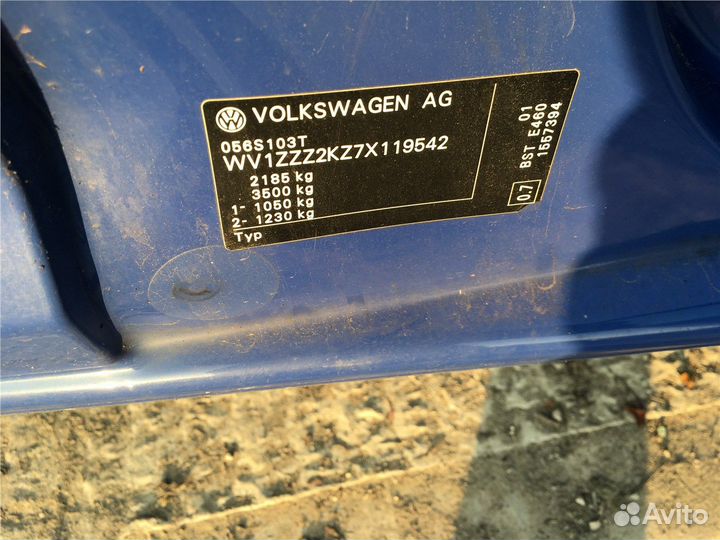 VOLKSWAGEN AG
056S103T
WV1ZZZ2KZ7X119542
2185 kg
3500 kg
1- 1050 kg
2- 1230 kg
Typ
0.7
01
BST E460
1557394
Avito